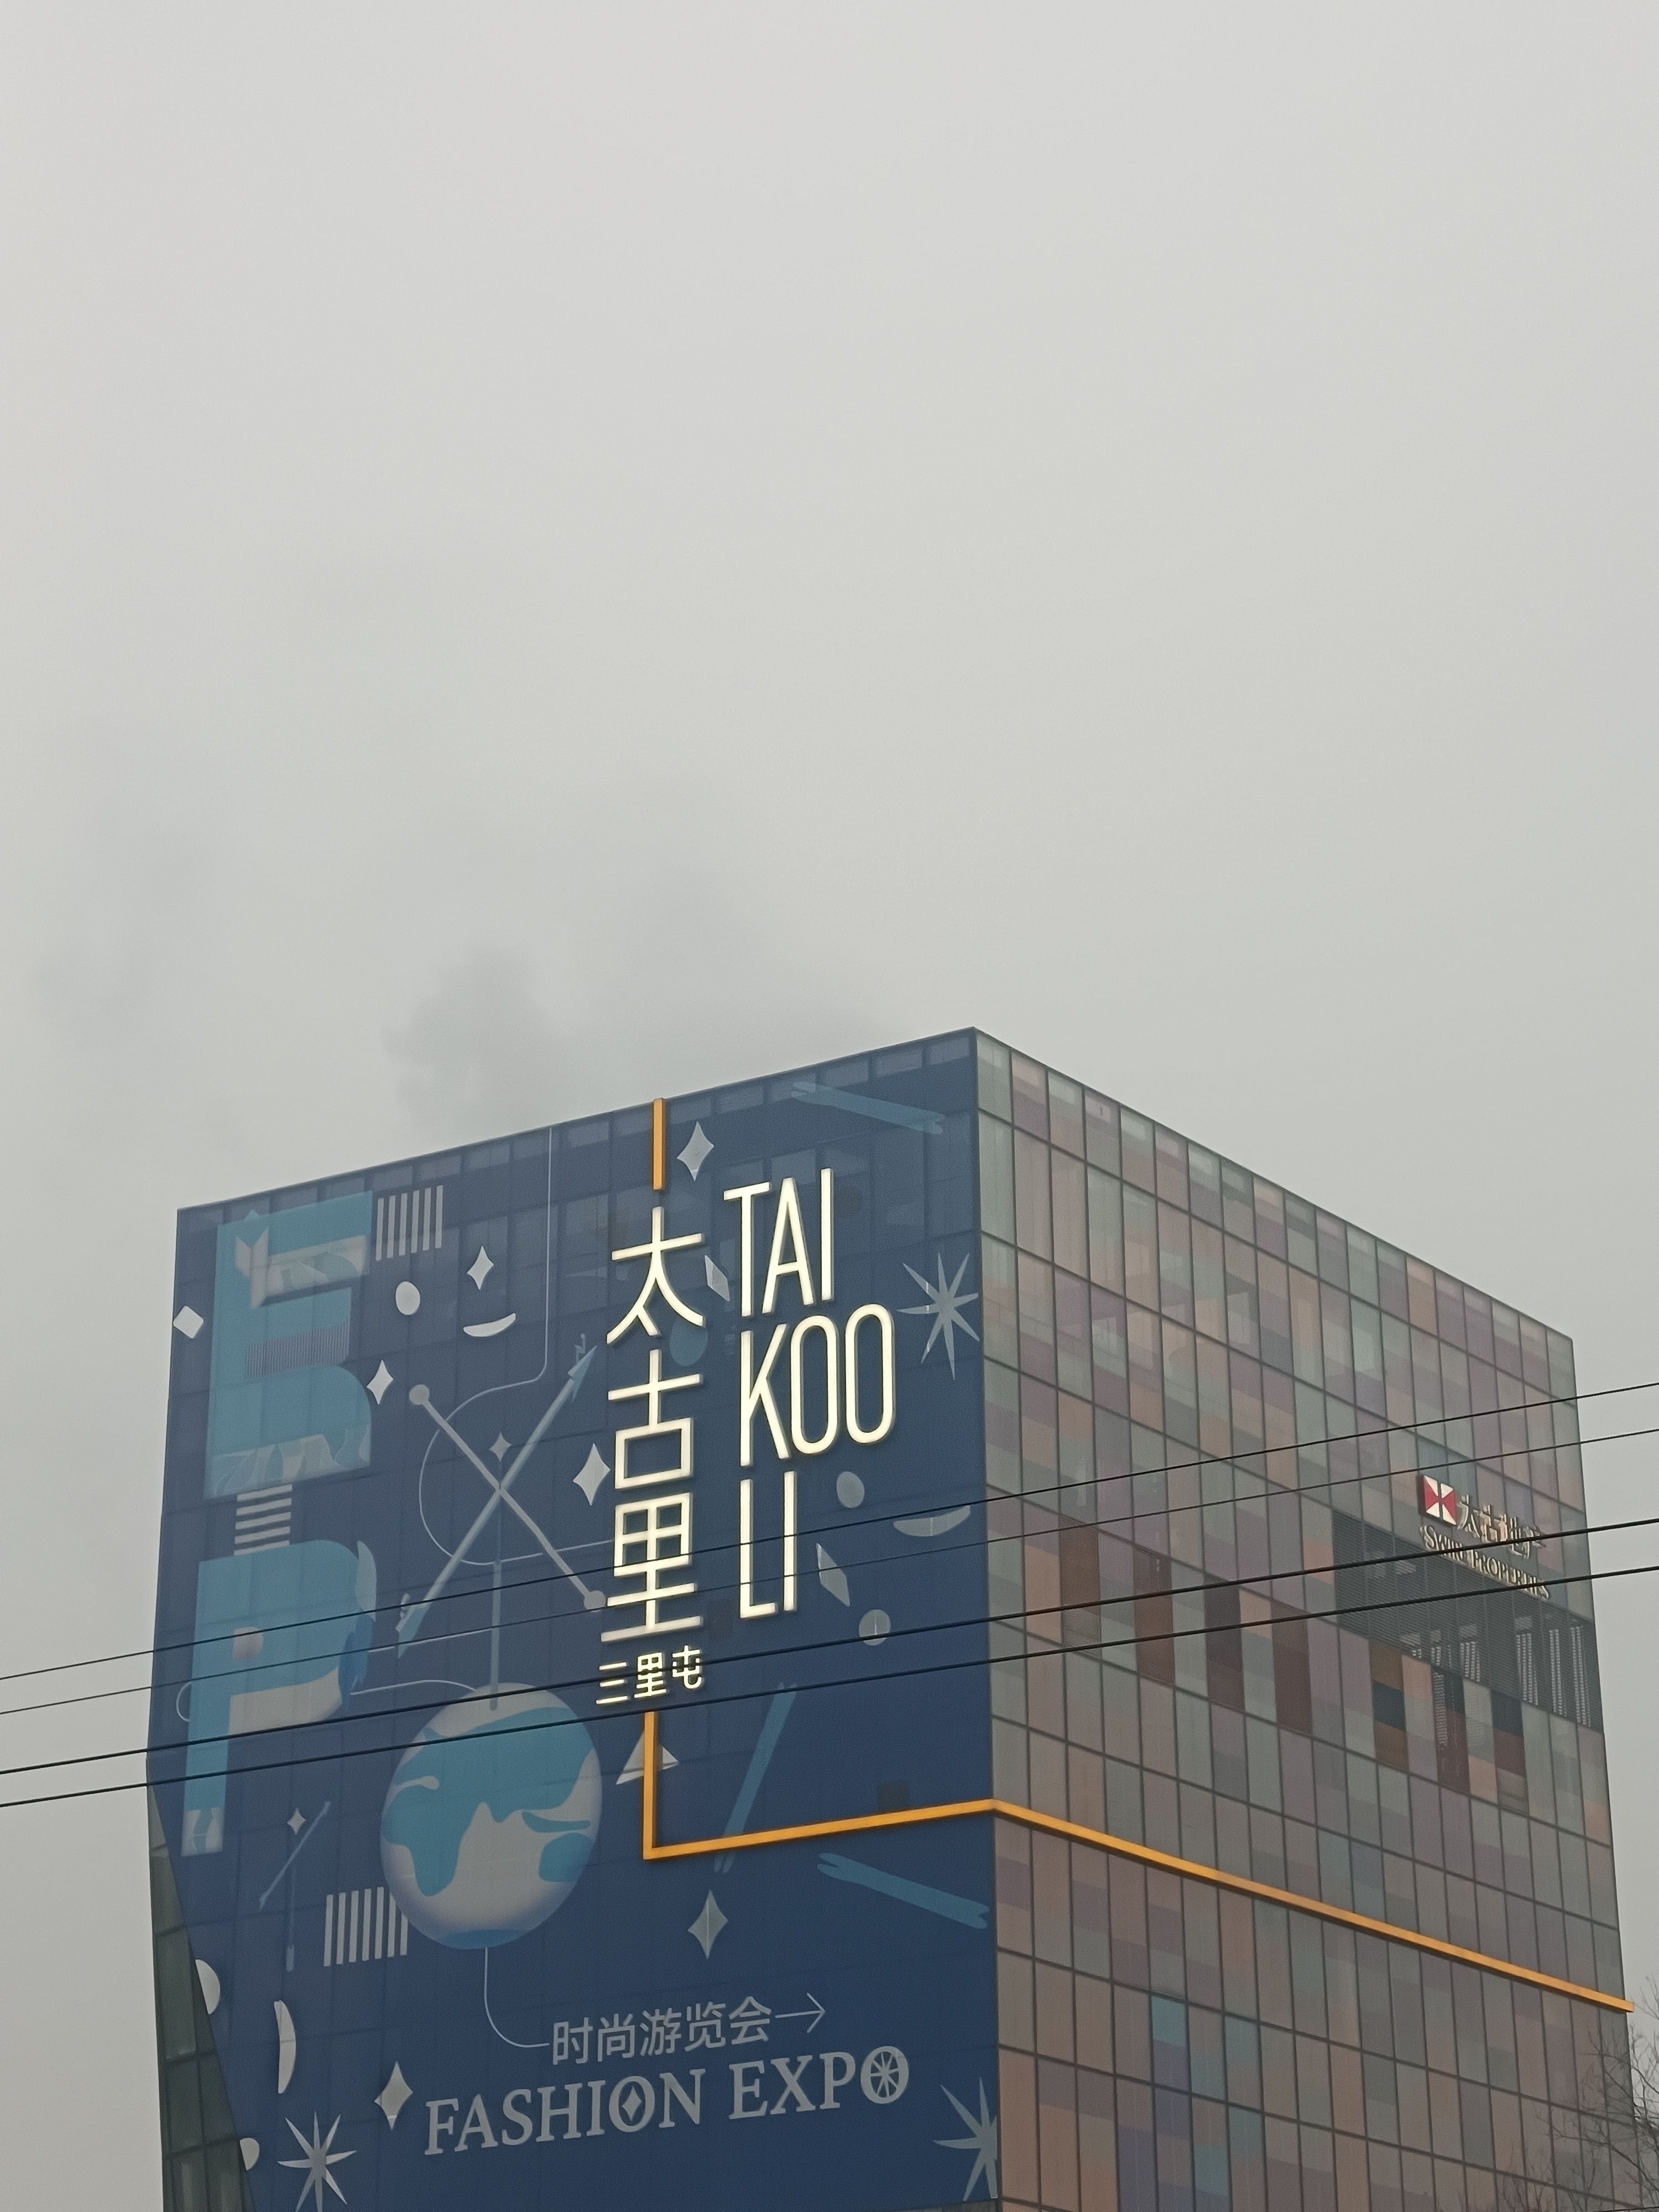 太古里
三里屯
TAI
KOO
LI
时尚游览会
FASHION EXPO
太古地产
SWIRE PROPERTIES